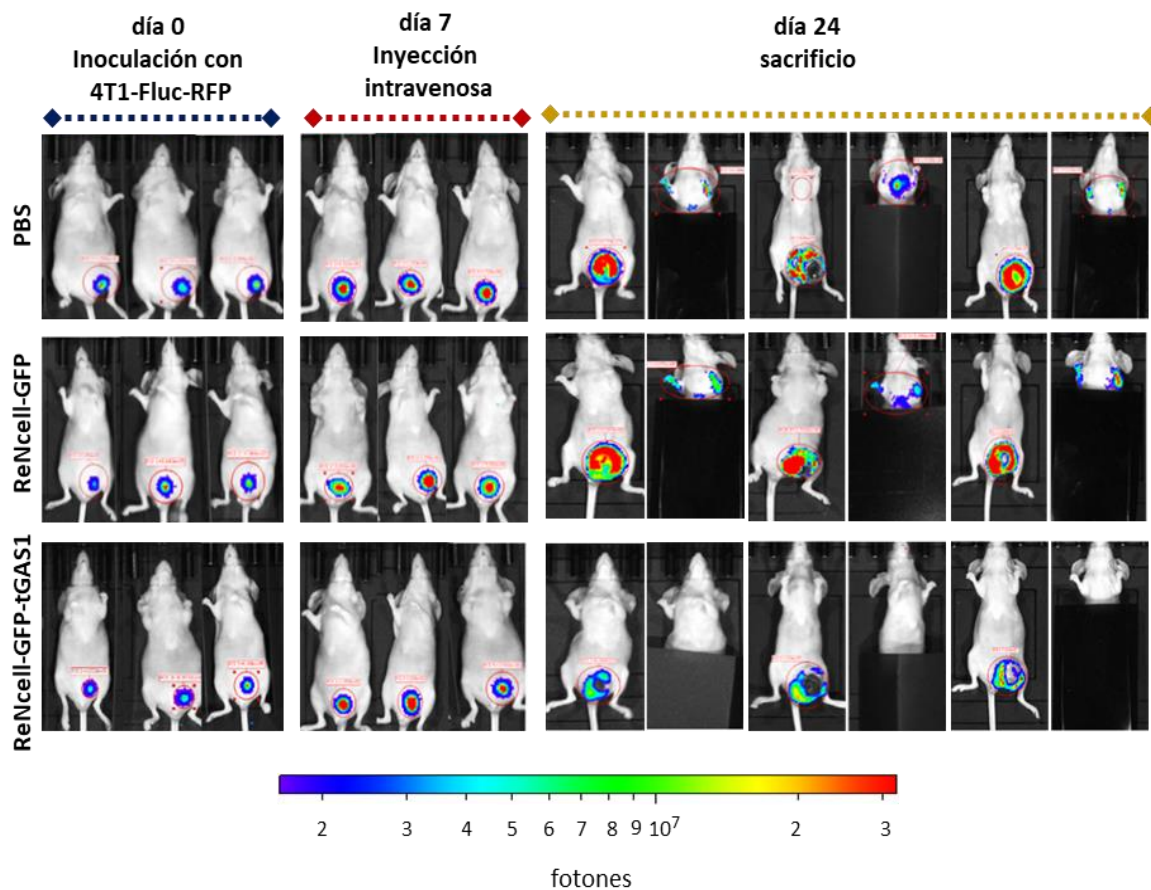 día 0
Inoculación con
4T1-Fluc-RFP
día 7
Inyección
intravenosa
día 24
sacrificio
PBS
ReNcell-GFP
ReNcell-GFP-tGAS1
2 3 4 5 6 7 8 9 10⁷ 2 3
fotones